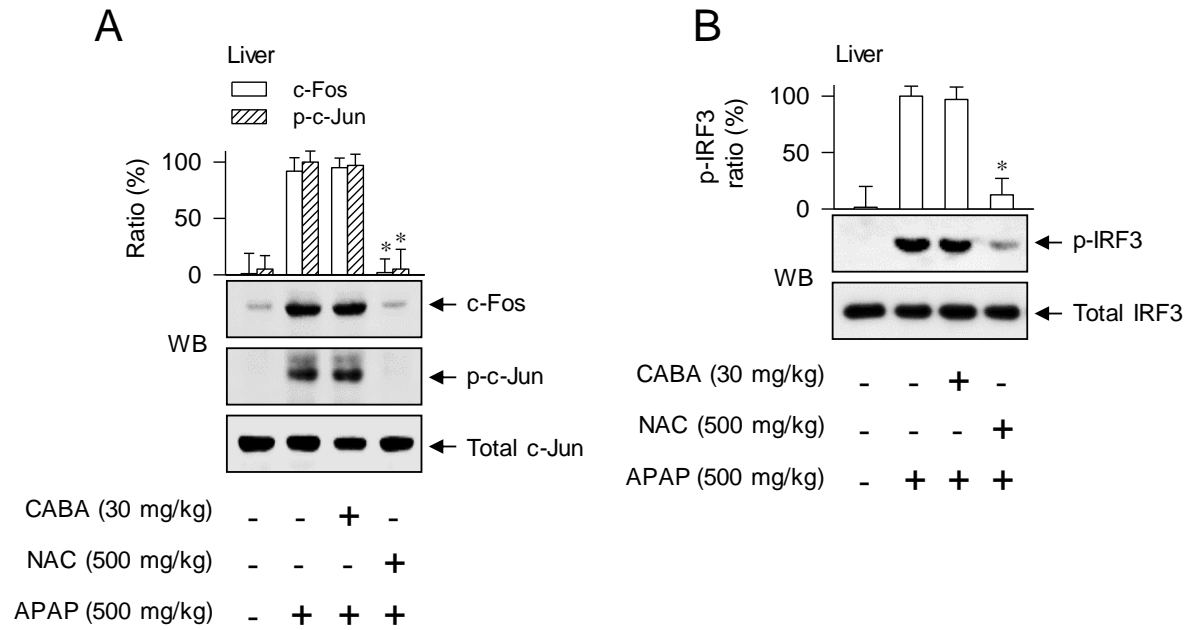 A
Liver
c-Fos
p-c-Jun
Ratio (%)
100
50
0
* *
c-Fos
WB
p-c-Jun
Total c-Jun
CABA (30 mg/kg) - - + -
NAC (500 mg/kg) - - - +
APAP (500 mg/kg) - + + +
B
Liver
p-IRF3
ratio (%)
100
50
0
*
p-IRF3
WB
Total IRF3
CABA (30 mg/kg) - - + -
NAC (500 mg/kg) - - - +
APAP (500 mg/kg) - + + +